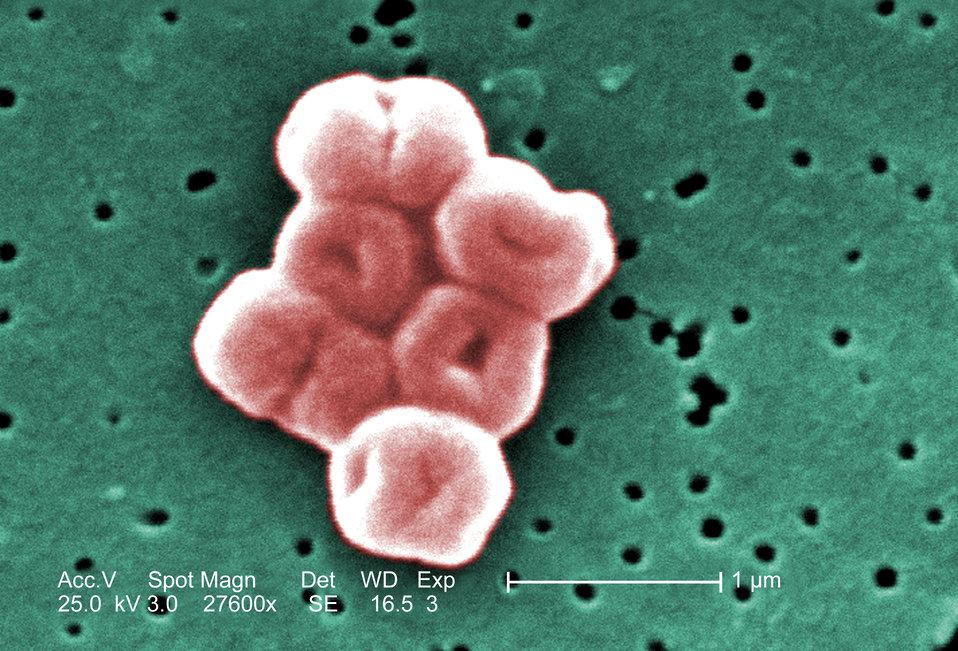 Acc.V Spot Magn Det WD Exp 1 µm
25.0 kV 3.0 27600x SE 16.5 3